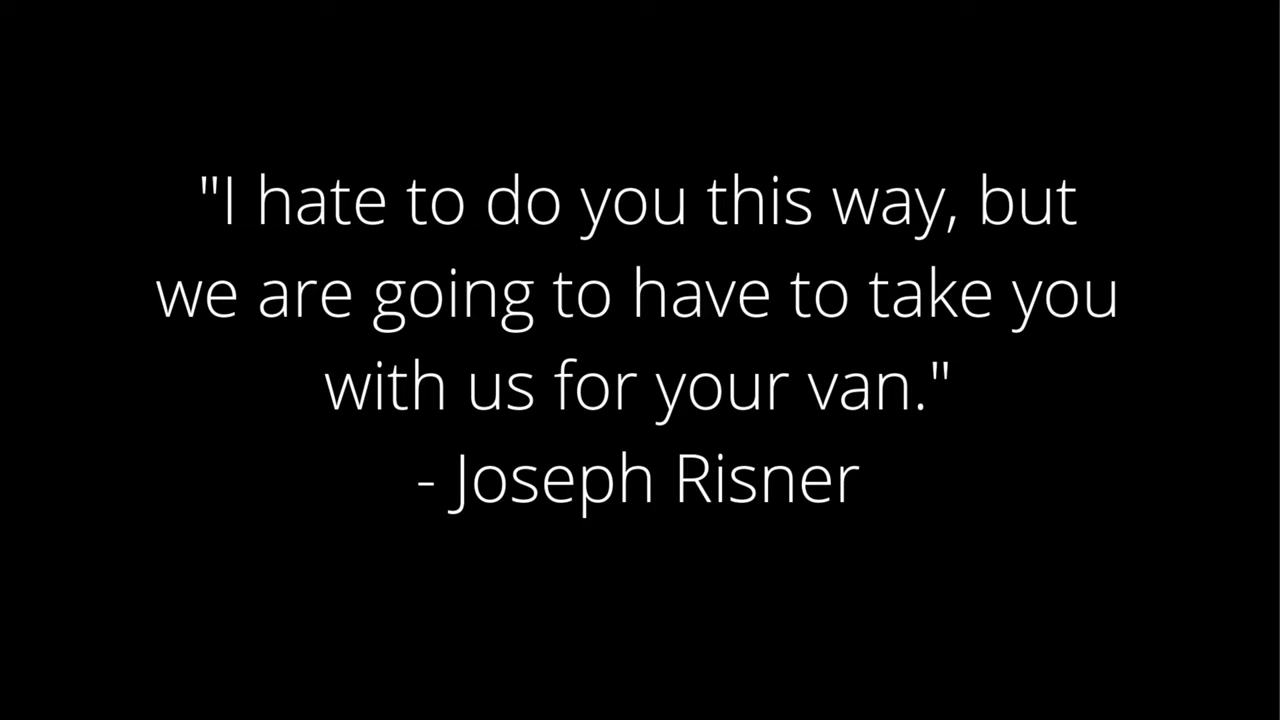 "I hate to do you this way, but
we are going to have to take you
with us for your van."
- Joseph Risner